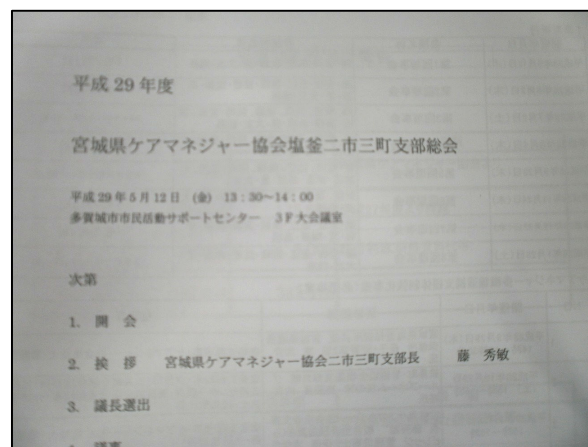 平成 29 年度
宮城県ケアマネジャー協会塩釜二市三町支部総会
平成 29 年 5 月 12 日 (金) 13:30~14:00
多賀城市市民活動サポートセンター 3F大会議室
次第
1. 開 会
2. 挨 拶 宮城県ケアマネジャー協会二市三町支部長 藤 秀敏
3. 議長選出